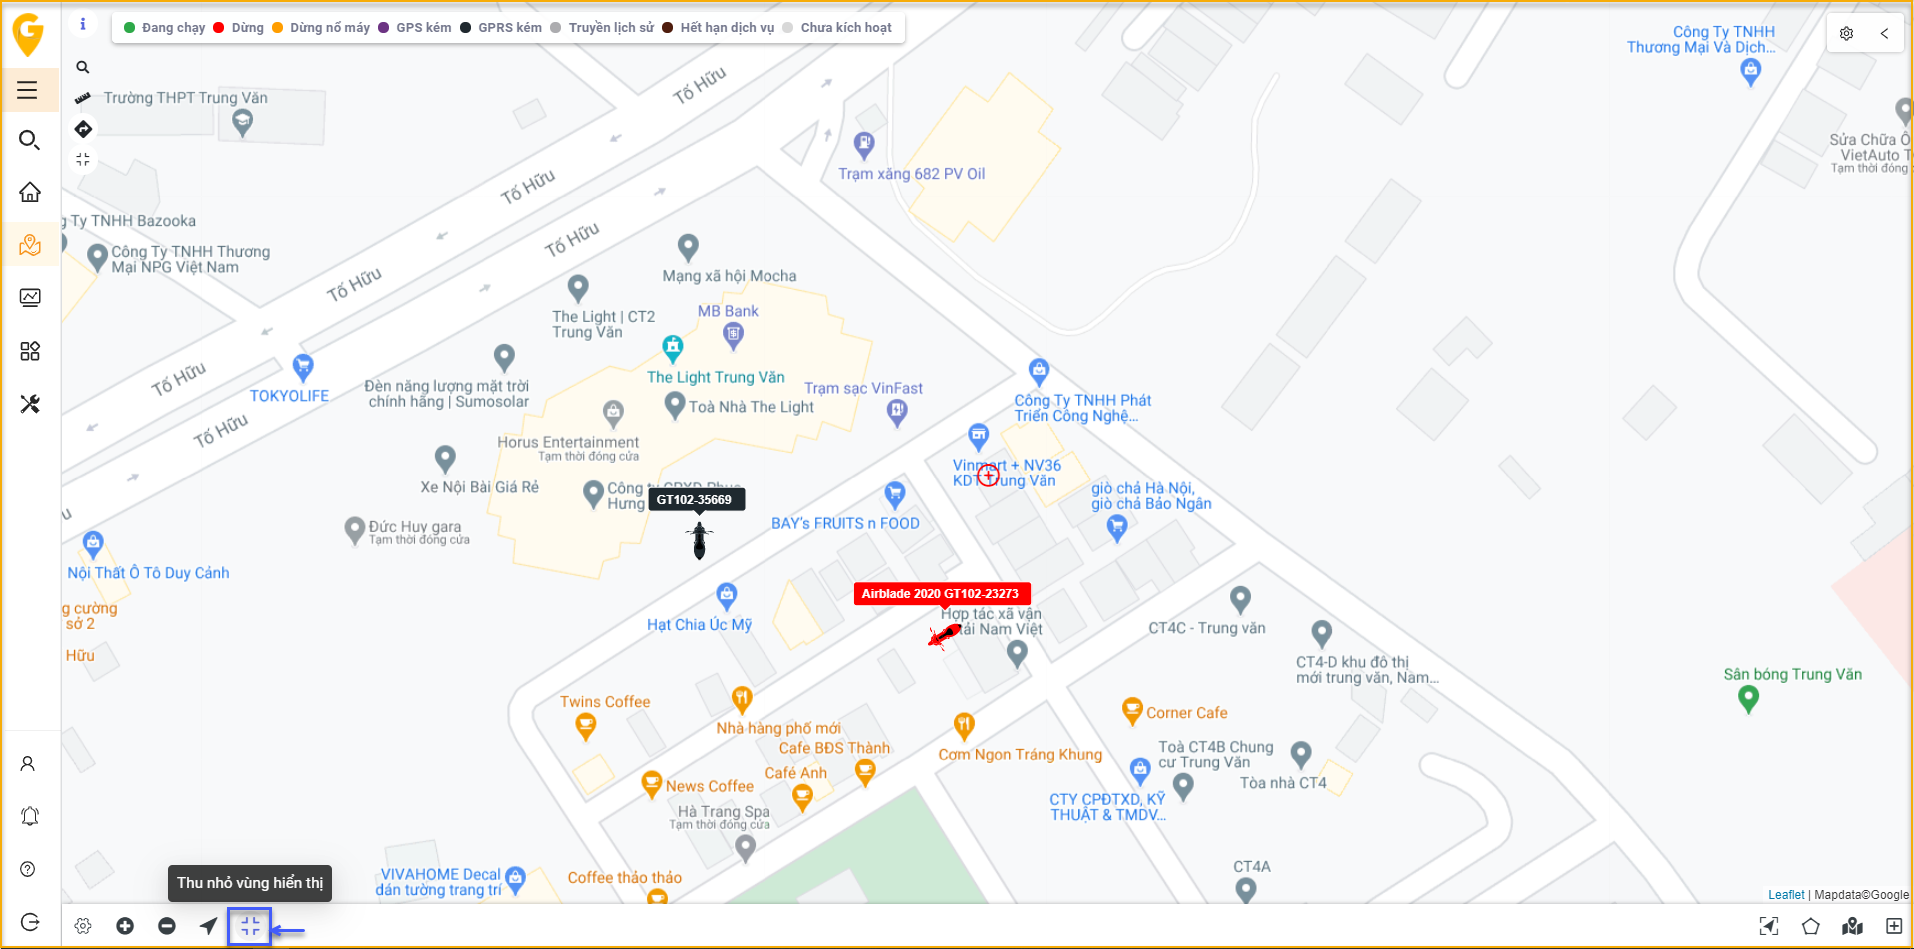 Đang chạy
Dừng
Dừng nổ máy
GPS kém
GPRS kém
Truyền lịch sử
Hết hạn dịch vụ
Chưa kích hoạt
Công Ty TNHH
Thương Mại Và Dịch...
Trường THPT Trung Văn
Tố Hữu
Trạm xăng 682 PV Oil
Sửa Chữa Ô
VietAuto T
Tạm thời đóng
Tố Hữu
g Ty TNHH Bazooka
Tố Hữu
Công Ty TNHH Thương
Mại NPG Việt Nam
Tố Hữu
Mạng xã hội Mocha
The Light | CT2
Trung Văn
MB Bank
Tố Hữu
The Light Trung Văn
TOKYOLIFE
Đèn năng lượng mặt trời
chính hãng | Sumosolar
Trạm sạc VinFast
Toà Nhà The Light
Công Ty TNHH Phát
Triển Công Nghệ...
Tố Hữu
Horus Entertainment
Tạm thời đóng cửa
Vinmart + NV36
KDT Trung Văn
Xe Nội Bài Giá Rẻ
Công ty CPXD Phục
Hưng
GT102-35669
giò chả Hà Nội,
giò chả Bảo Ngân
BAY's FRUITS n FOOD
Đức Huy gara
Tạm thời đóng cửa
Nội Thất Ô Tô Duy Cảnh
Airblade 2020 GT102-23273
g cường
sở 2
Hợp tác xã vận
tải Nam Việt
Hạt Chia Úc Mỹ
CT4C - Trung văn
Hữu
CT4-D khu đô thị
mới trung văn, Nam...
Sân bóng Trung Văn
Twins Coffee
Nhà hàng phố mới
Corner Cafe
Cafe BĐS Thành
Cơm Ngon Tráng Khung
Toà CT4B Chung
cư Trung Văn
Café Anh
News Coffee
Tòa nhà CT4
CTY CPĐTXD, KỸ
THUẬT & TMDV...
Hà Trang Spa
Tạm thời đóng cửa
CT4A
VIVAHOME Decal
dán tường trang trí
Coffee thảo thảo
Thu nhỏ vùng hiển thị
Leaflet | Mapdata©Google